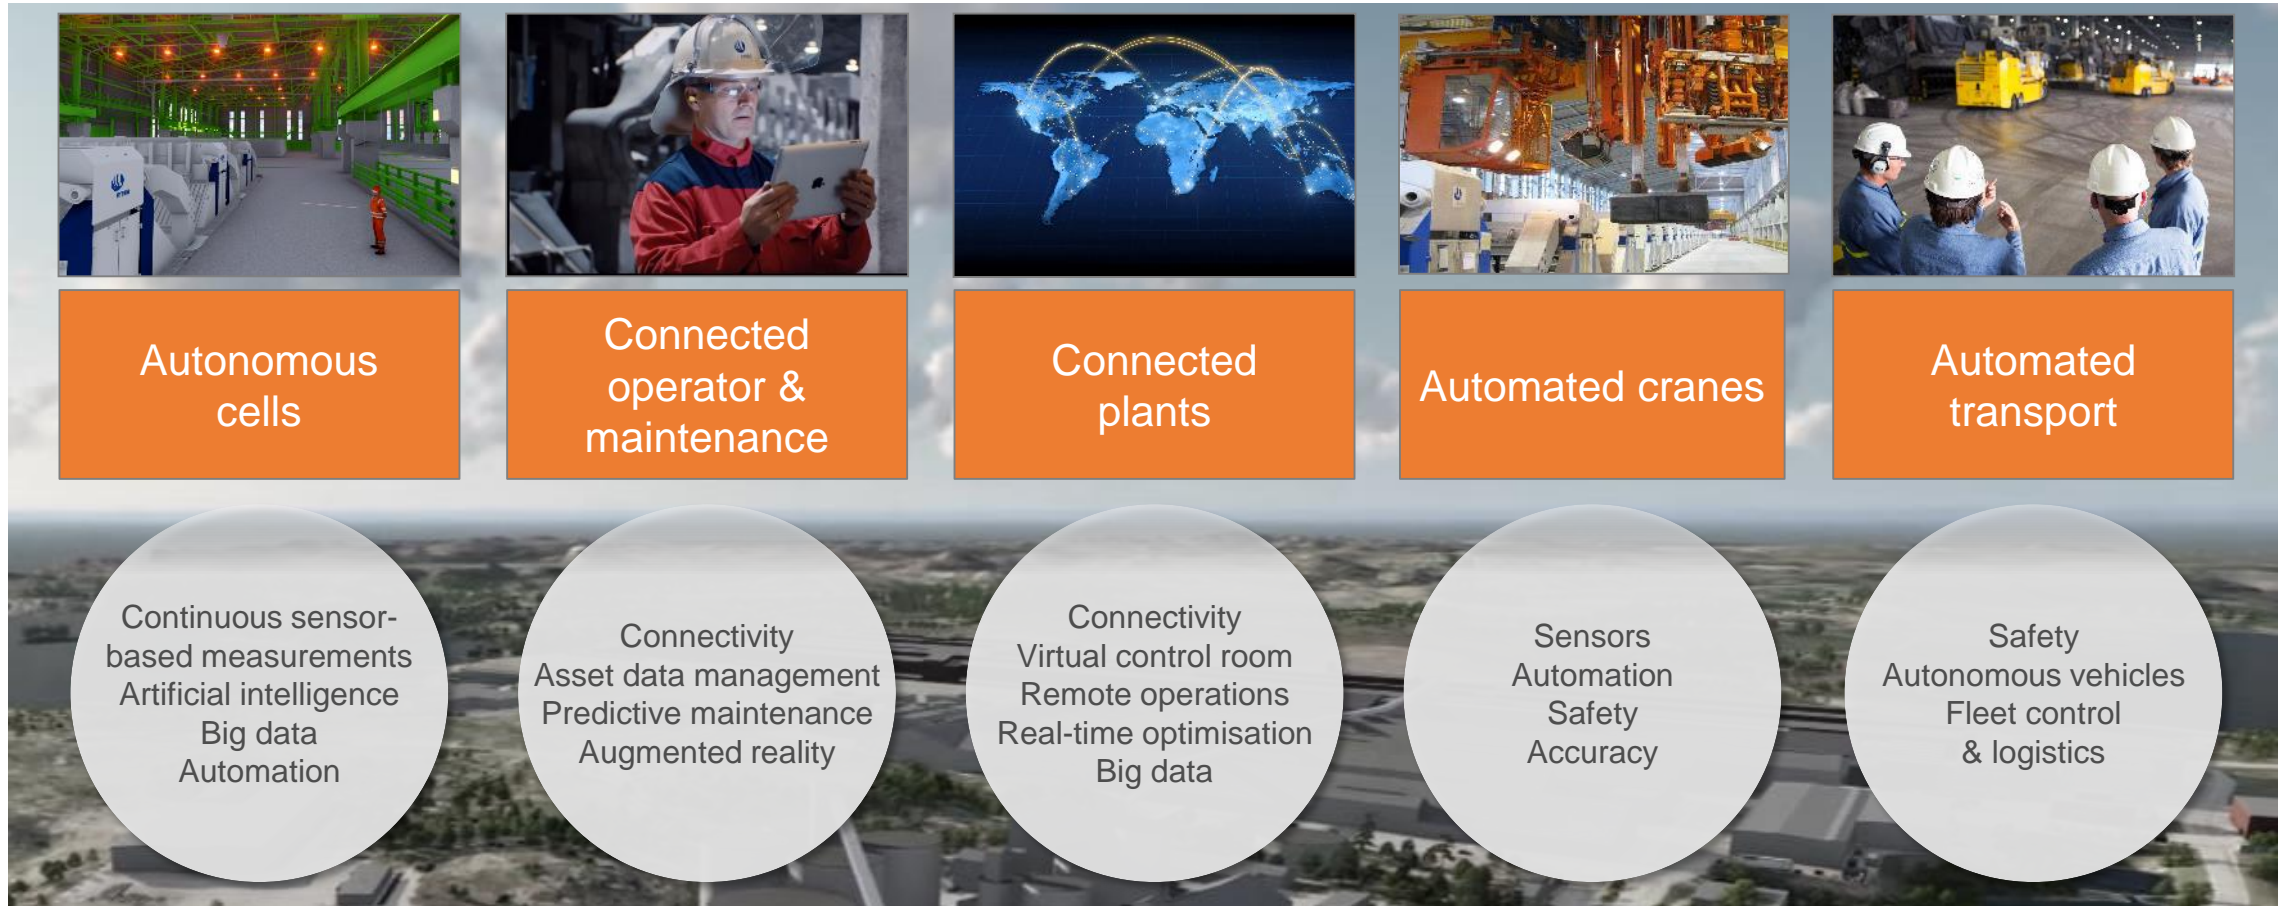 Autonomous
cells
Connected
operator &
maintenance
Connected
plants
Automated cranes
Automated
transport
Continuous sensor-
based measurements
Artificial intelligence
Big data
Automation
Connectivity
Asset data management
Predictive maintenance
Augmented reality
Connectivity
Virtual control room
Remote operations
Real-time optimisation
Big data
Sensors
Automation
Safety
Accuracy
Safety
Autonomous vehicles
Fleet control
& logistics